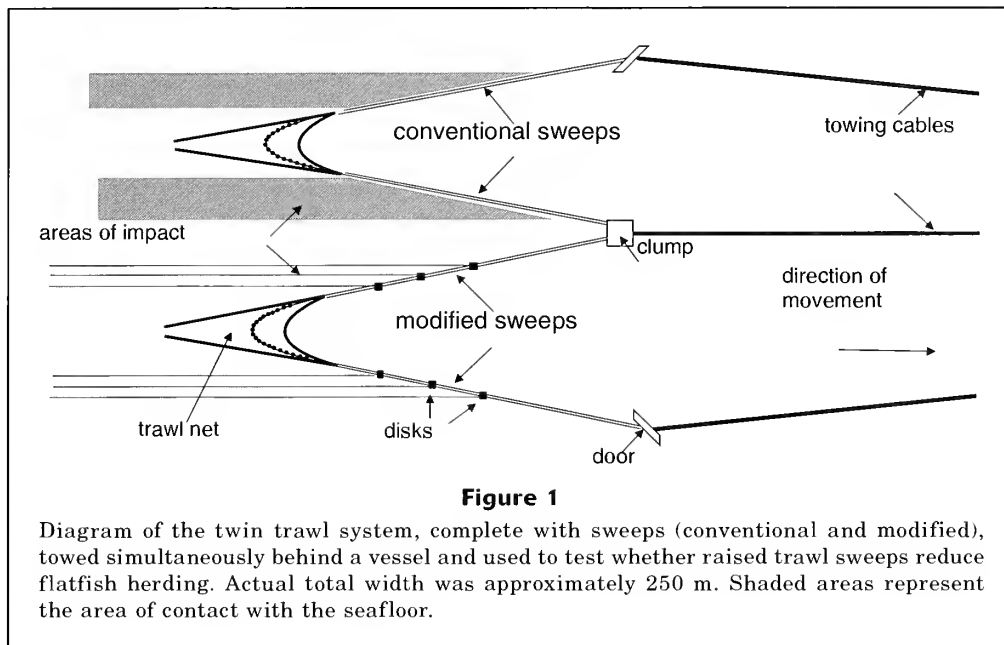 conventional sweeps
towing cables
areas of impact
clump
direction of
movement
modified sweeps
trawl net
disks
door
Figure 1
Diagram of the twin trawl system, complete with sweeps (conventional and modified),
towed simultaneously behind a vessel and used to test whether raised trawl sweeps reduce
flatfish herding. Actual total width was approximately 250 m. Shaded areas represent
the area of contact with the seafloor.